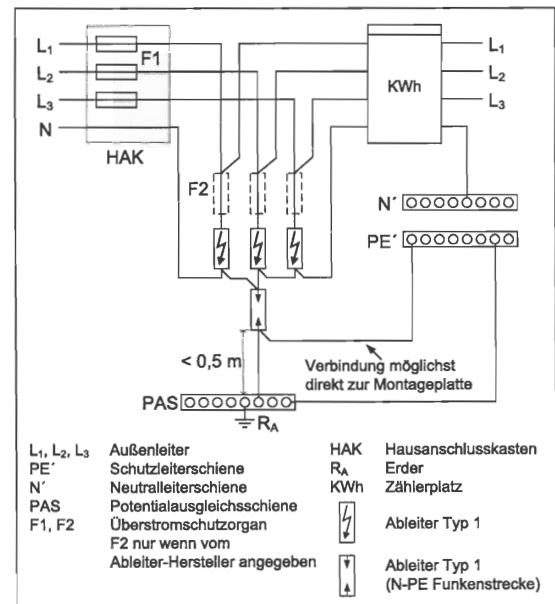 L₁
F1
L₂
L₃
N
HAK
KWh
L₁
L₂
L₃
F2
N´
PE´
< 0,5 m
Verbindung möglichst
direkt zur Montageplatte
PAS
R_A
L₁, L₂, L₃ Außenleiter
PE´ Schutzleiterschiene
N´ Neutralleiterschiene
PAS Potentialausgleichsschiene
F1, F2 Überstromschutzorgan
F2 nur wenn vom
Ableiter-Hersteller angegeben
HAK Hausanschlusskasten
R_A Erder
KWh Zählerplatz
Ableiter Typ 1
Ableiter Typ 1
(N-PE Funkenstrecke)